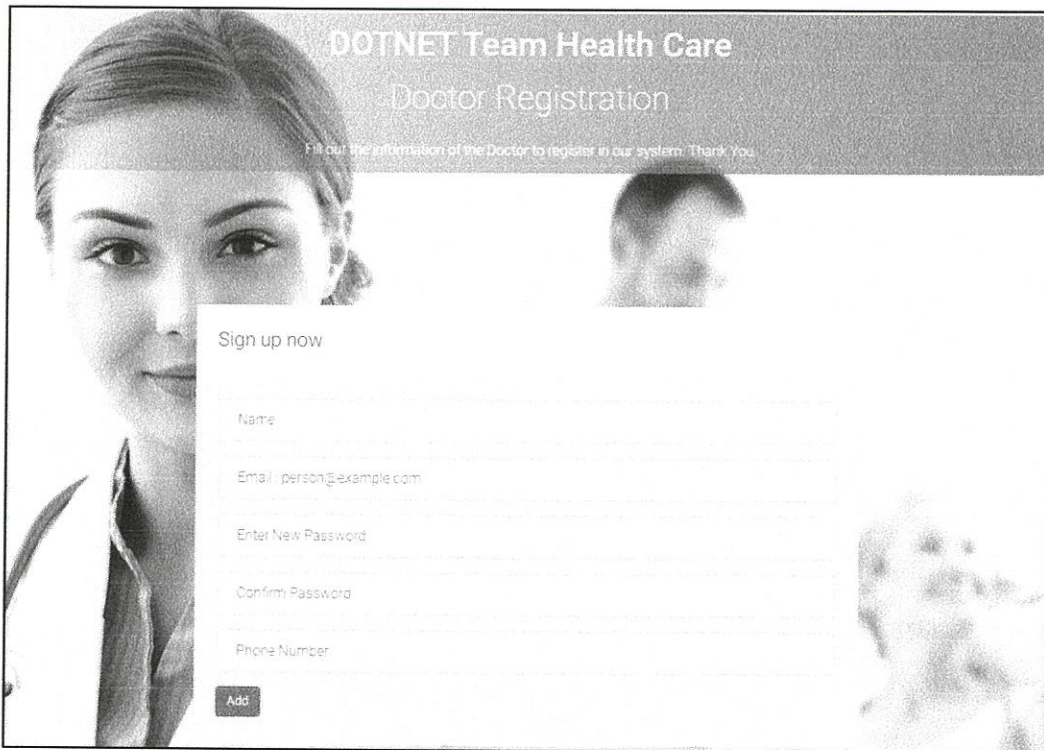 DOTNET Team Health Care
Doctor Registration
Fill out the information of the Doctor to register in our system. Thank You
Sign up now
Name
Email : person@example.com
Enter New Password
Confirm Password
Phone Number
Add